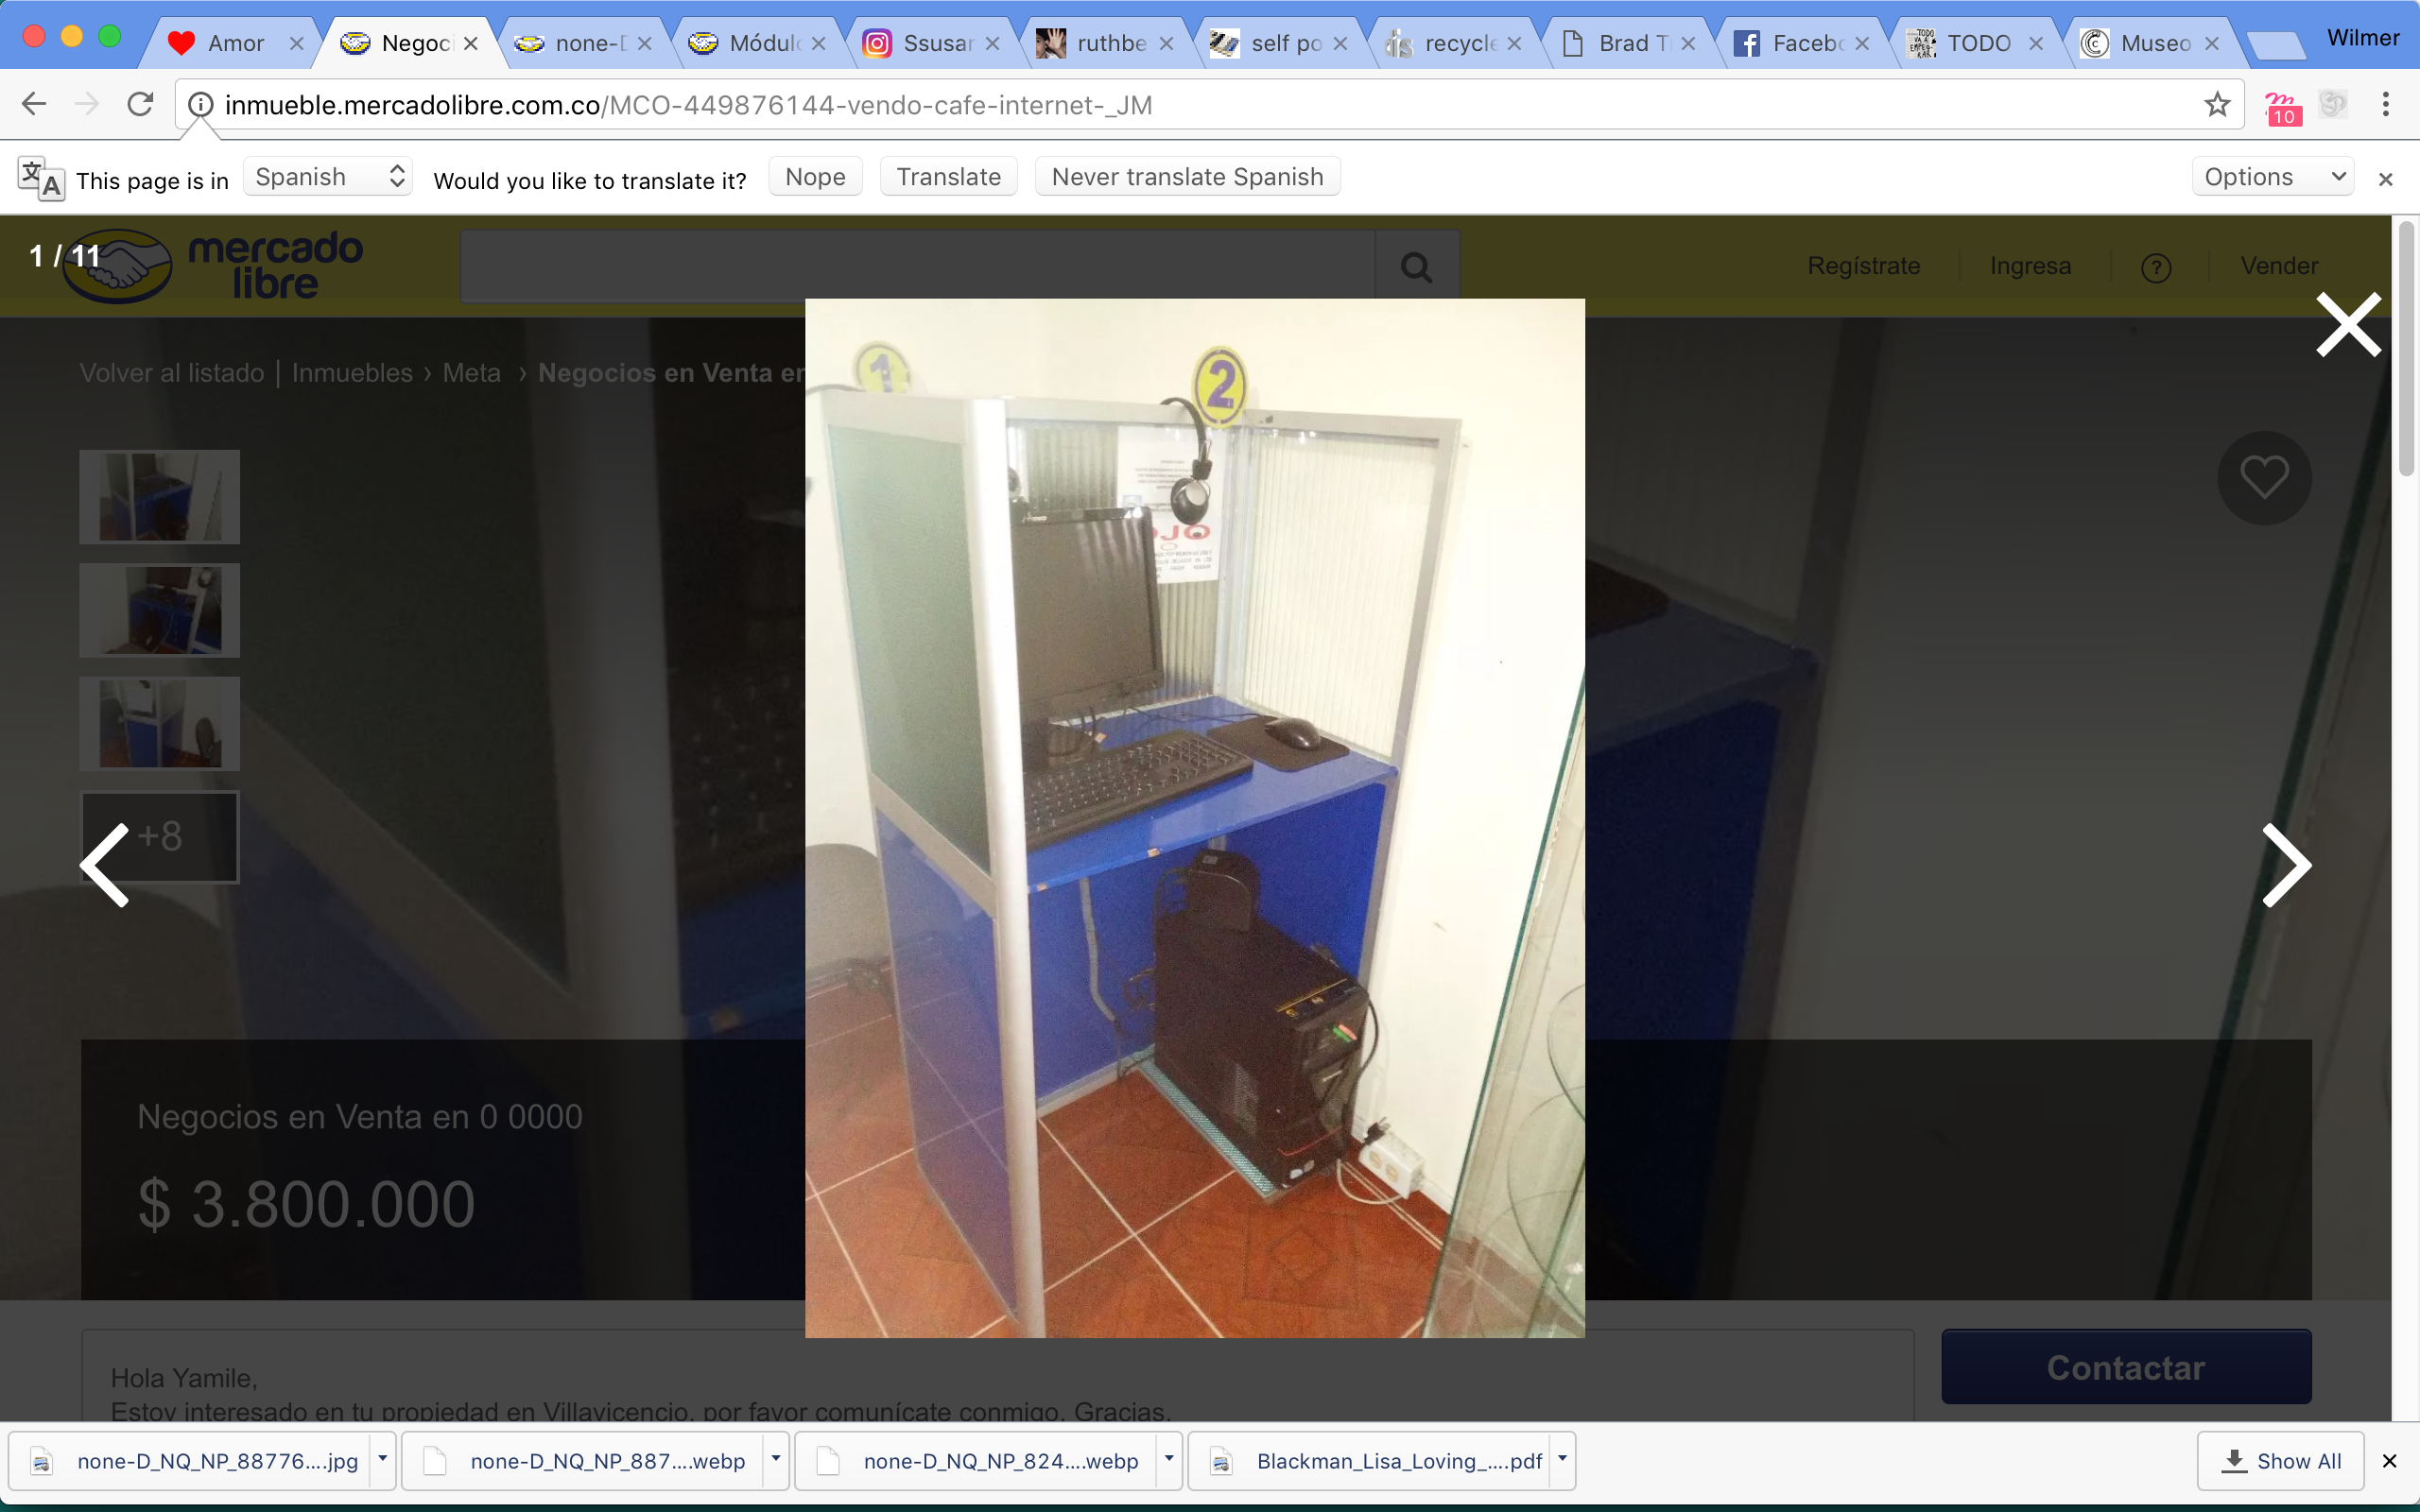 Amor
Negoc
none-D
Módulo
Ssusan
ruthbe
self po
recycle
Brad T
Facebo
TODO
Museo
Wilmer
inmueble.mercadolibre.com.co/MCO-449876144-vendo-cafe-internet-_JM
10
This page is in
Spanish
Would you like to translate it?
Nope
Translate
Never translate Spanish
Options
1 / 11
mercado
libre
Regístrate
Ingresa
?
Vender
Volver al listado | Inmuebles › Meta › Negocios en Venta en
1
2
+8
Negocios en Venta en 0 0000
$ 3.800.000
Hola Yamile,
Estoy interesado en tu propiedad en Villavicencio, por favor comunícate conmigo. Gracias.
Contactar
none-D_NQ_NP_88776....jpg
none-D_NQ_NP_887....webp
none-D_NQ_NP_824....webp
Blackman_Lisa_Loving_....pdf
Show All